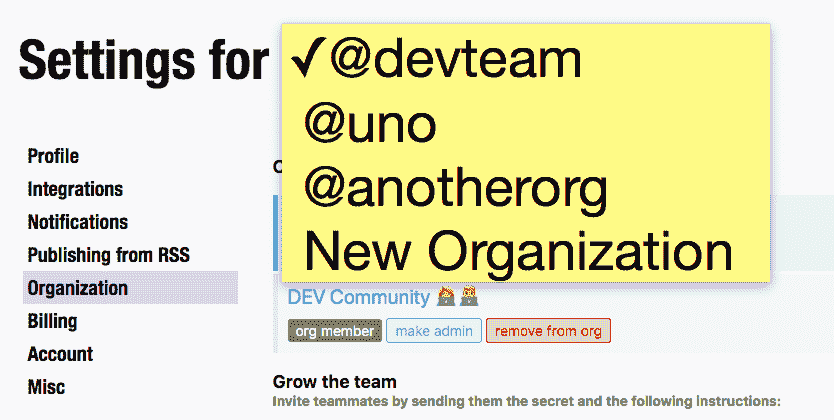 Settings for
✓@devteam
@uno
@anotherorg
New Organization
Profile
Integrations
Notifications
Publishing from RSS
Organization
Billing
Account
Misc
DEV Community
org member
make admin
remove from org
Grow the team
Invite teammates by sending them the secret and the following instructions: